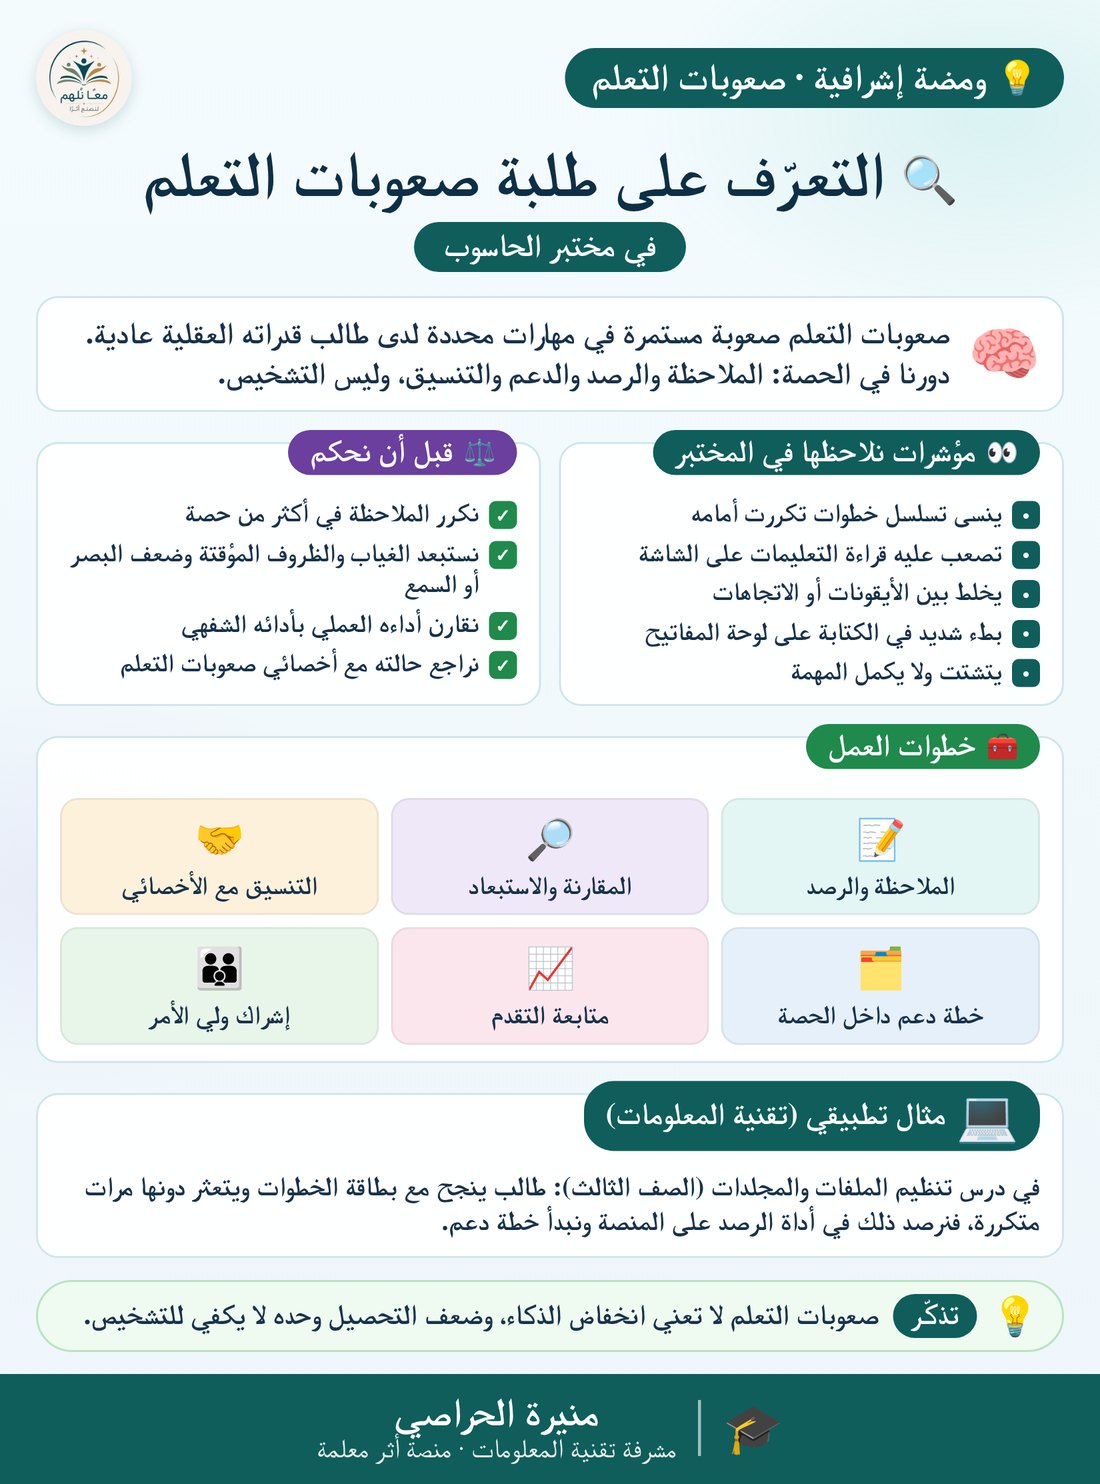 ومضة إشرافية · صعوبات التعلم
معًا نُلهم
لنصنع أثرًا
التعرّف على طلبة صعوبات التعلم
في مختبر الحاسوب
صعوبات التعلم صعوبة مستمرة في مهارات محددة لدى طالب قدراته العقلية عادية.
دورنا في الحصة: الملاحظة والرصد والدعم والتنسيق، وليس التشخيص.
مؤشرات نلاحظها في المختبر
ينسى تسلسل خطوات تكررت أمامه
تصعب عليه قراءة التعليمات على الشاشة
يخلط بين الأيقونات أو الاتجاهات
بطء شديد في الكتابة على لوحة المفاتيح
يتشتت ولا يكمل المهمة
قبل أن نحكم
نكرر الملاحظة في أكثر من حصة
نستبعد الغياب والظروف المؤقتة وضعف البصر
أو السمع
نقارن أداءه العملي بأدائه الشفهي
نراجع حالته مع أخصائي صعوبات التعلم
خطوات العمل
الملاحظة والرصد
المقارنة والاستبعاد
التنسيق مع الأخصائي
خطة دعم داخل الحصة
متابعة التقدم
إشراك ولي الأمر
مثال تطبيقي (تقنية المعلومات)
في درس تنظيم الملفات والمجلدات (الصف الثالث): طالب ينجح مع بطاقة الخطوات ويتعثر دونها مرات
متكررة، فنرصد ذلك في أداة الرصد على المنصة ونبدأ خطة دعم.
تذكّر صعوبات التعلم لا تعني انخفاض الذكاء، وضعف التحصيل وحده لا يكفي للتشخيص.
منيرة الحراصي
مشرفة تقنية المعلومات · منصة أثر معلمة